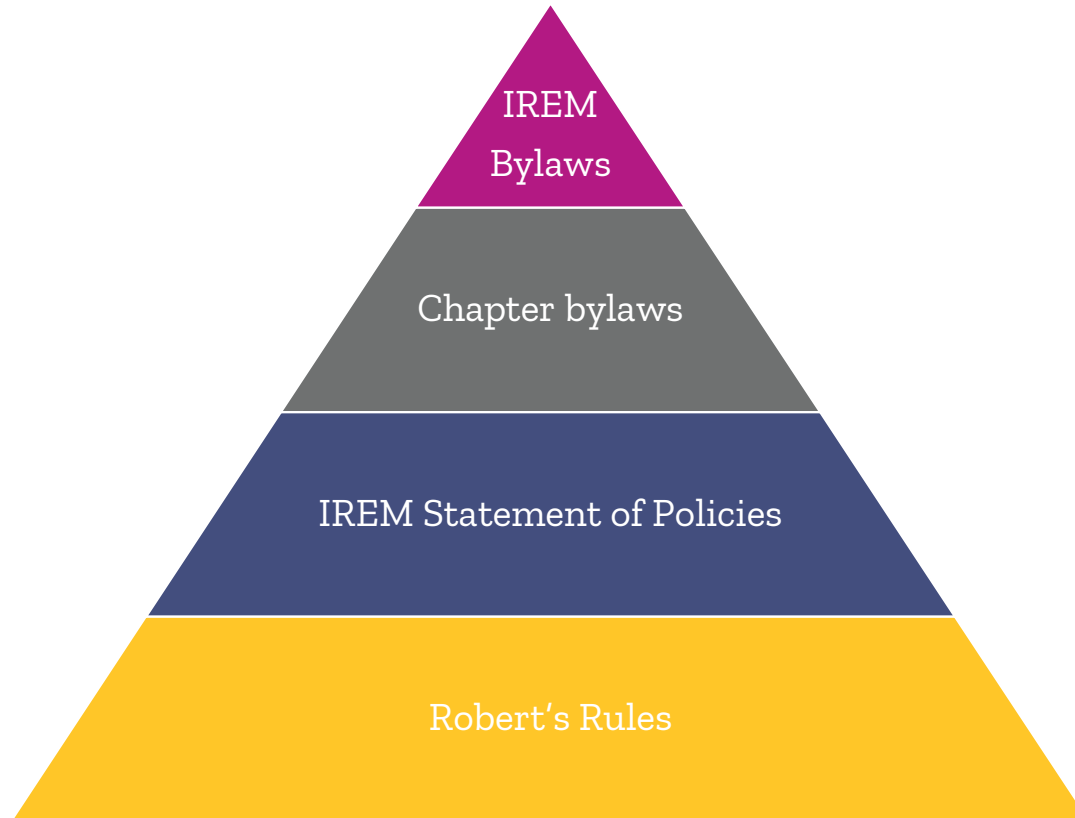 IREM
Bylaws
Chapter bylaws
IREM Statement of Policies
Robert’s Rules